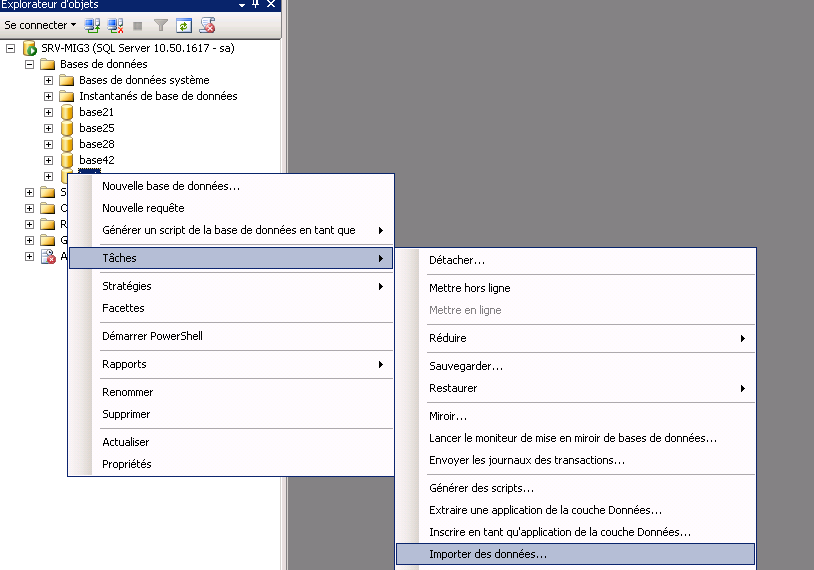 Explorateur d'objets
Se connecter
SRV-MIG3 (SQL Server 10.50.1617 - sa)
Bases de données
Bases de données système
Instantanés de base de données
base21
base25
base28
base42
S
R
G
A
Nouvelle base de données...
Nouvelle requête
Générer un script de la base de données en tant que
Tâches
Stratégies
Facettes
Démarrer PowerShell
Rapports
Renommer
Supprimer
Actualiser
Propriétés
Détacher...
Mettre hors ligne
Mettre en ligne
Réduire
Sauvegarder...
Restaurer
Miroir...
Lancer le moniteur de mise en miroir de bases de données...
Envoyer les journaux des transactions...
Générer des scripts...
Extraire une application de la couche Données...
Inscrire en tant qu'application de la couche Données...
Importer des données...